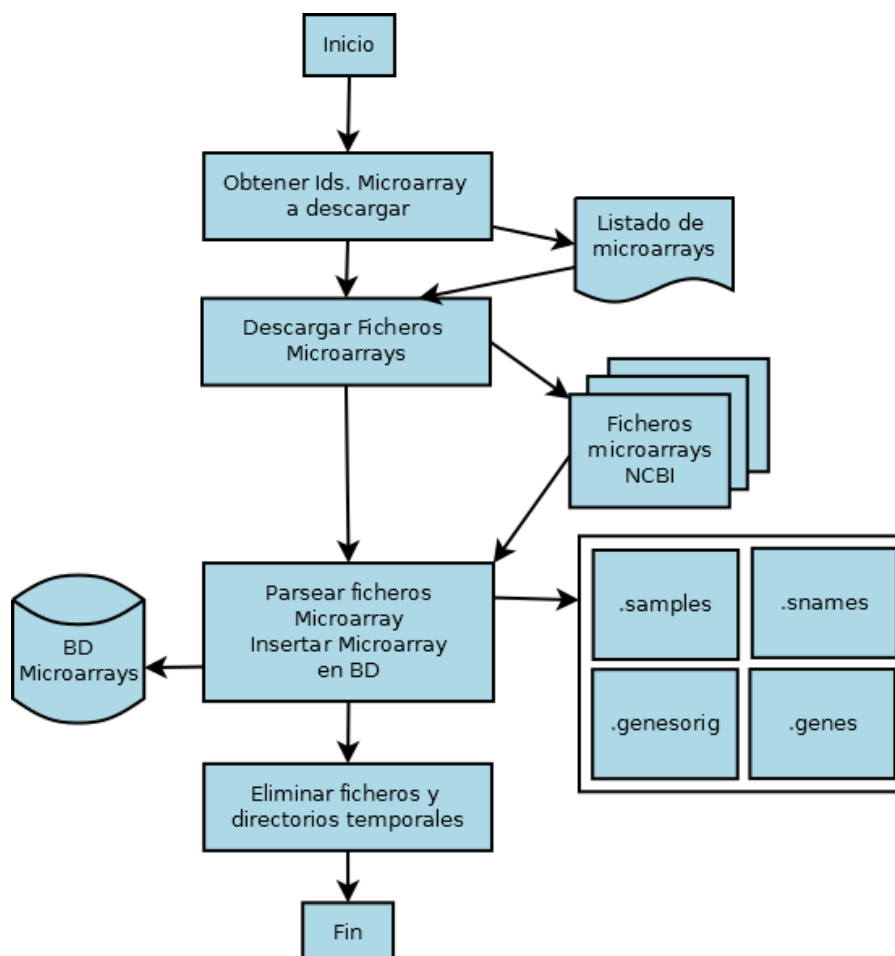 Inicio
Obtener Ids. Microarray
a descargar
Listado de
microarrays
Descargar Ficheros
Microarrays
Ficheros
microarrays
NCBI
Parsear ficheros
Microarray
Insertar Microarray
en BD
.samples
.snames
.genesorig
.genes
BD
Microarrays
Eliminar ficheros y
directorios temporales
Fin